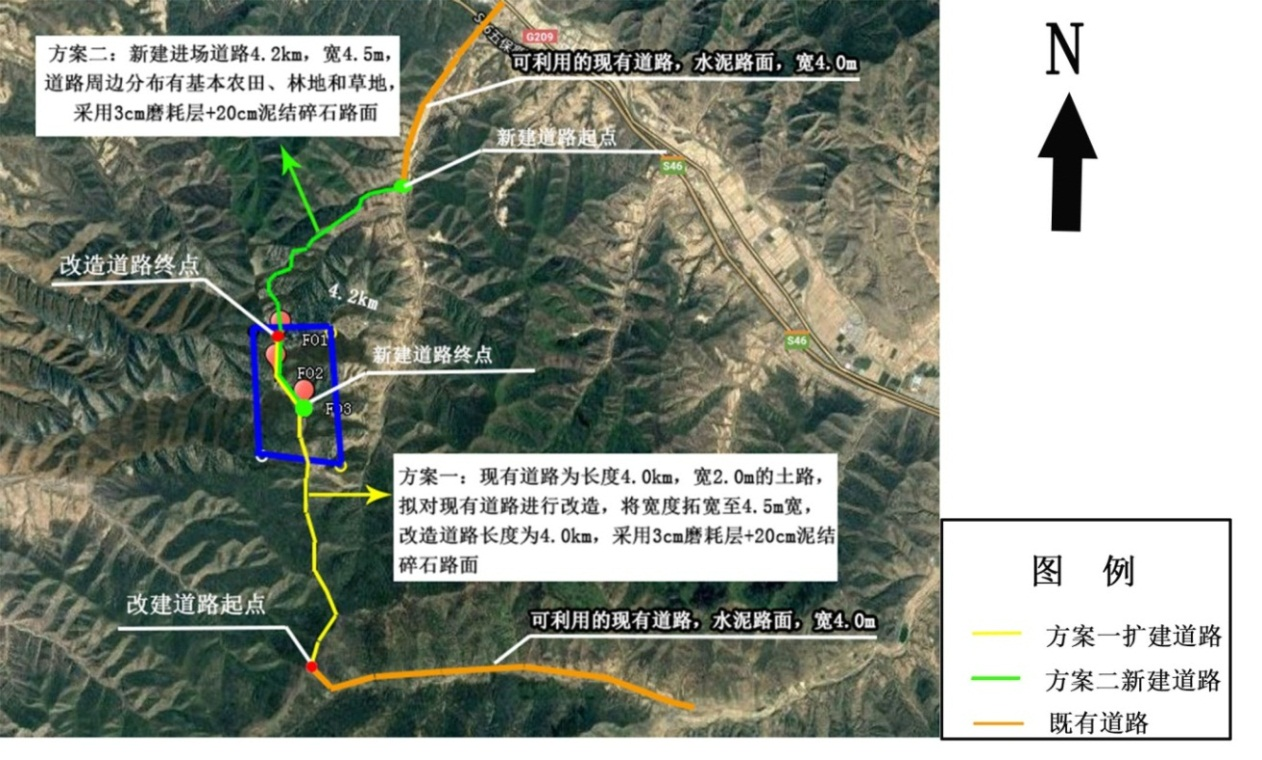 方案二：新建进场道路4.2km，宽4.5m，
道路周边分布有基本农田、林地和草地，
采用3cm磨耗层+20cm泥结碎石路面
G209
可利用的现有道路，水泥路面，宽4.0m
新建道路起点
S46
N
改造道路终点
4.2km
F01
S46
新建道路终点
F02
F03
方案一：现有道路为长度4.0km，宽2.0m的土路，
拟对现有道路进行改造，将宽度拓宽至4.5m宽，
改造道路长度为4.0km，采用3cm磨耗层+20cm泥结
碎石路面
改建道路起点
可利用的现有道路，水泥路面，宽4.0m
图 例
方案一扩建道路
方案二新建道路
既有道路